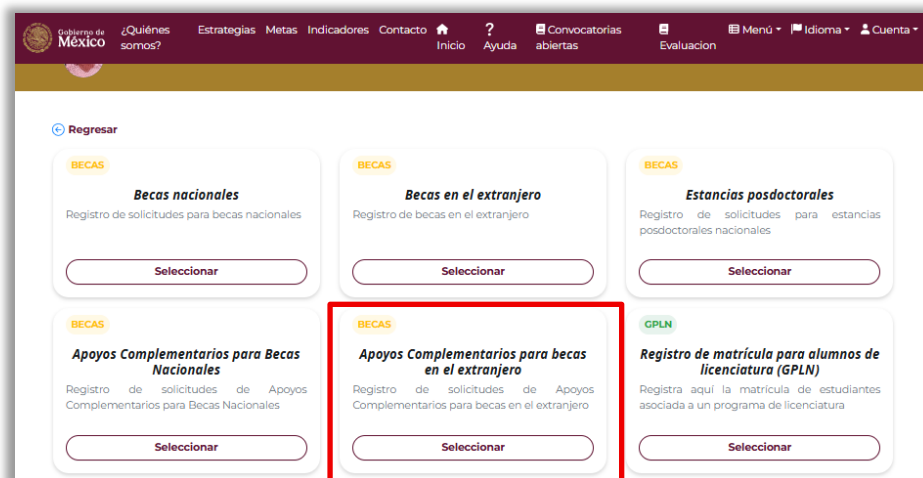 Gobierno de
México
¿Quiénes somos?
Estrategias
Metas
Indicadores
Contacto
Inicio
?
Ayuda
Convocatorias abiertas
Evaluacion
Menú
Idioma
Cuenta
Regresar
BECAS
Becas nacionales
Registro de solicitudes para becas nacionales
Seleccionar
BECAS
Becas en el extranjero
Registro de becas en el extranjero
Seleccionar
BECAS
Estancias posdoctorales
Registro de solicitudes para estancias
posdoctorales nacionales
Seleccionar
BECAS
Apoyos Complementarios para Becas
Nacionales
Registro de solicitudes de Apoyos
Complementarios para Becas Nacionales
Seleccionar
BECAS
Apoyos Complementarios para becas
en el extranjero
Registro de solicitudes de Apoyos
Complementarios para becas en el extranjero
Seleccionar
GPLN
Registro de matrícula para alumnos de
licenciatura (GPLN)
Registra aquí la matrícula de estudiantes
asociada a un programa de licenciatura
Seleccionar